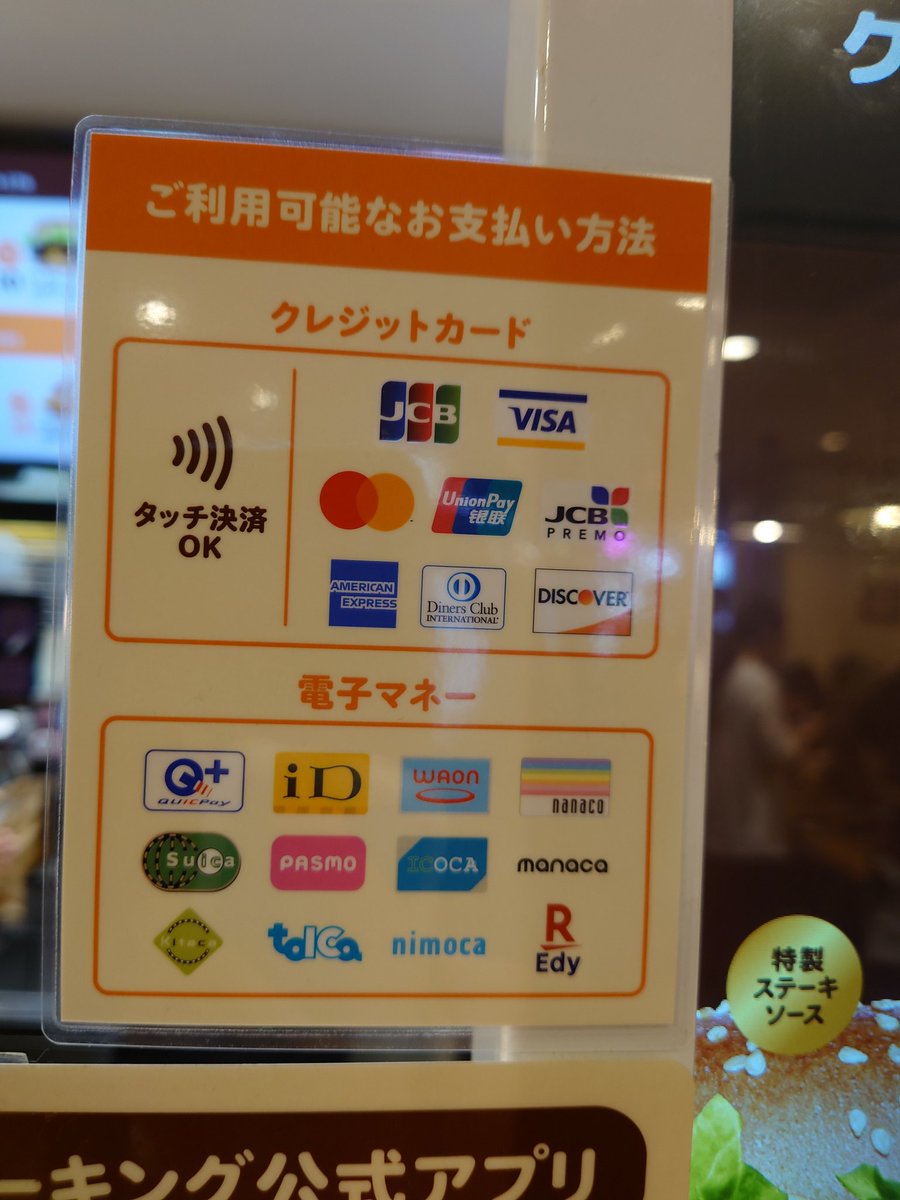 ク
ご利用可能なお支払い方法
クレジットカード
タッチ決済
OK
JCB
VISA
UnionPay
银联
JCB
PREMO
AMERICAN
EXPRESS
Diners Club
INTERNATIONAL
DISCOVER
電子マネー
Q+
QUICPay
iD
WAON
nanaco
Suica
PASMO
ICOCA
manaca
Kitaca
toICa
nimoca
R
Edy
特製
ステーキ
ソース
ーキング公式アプリ